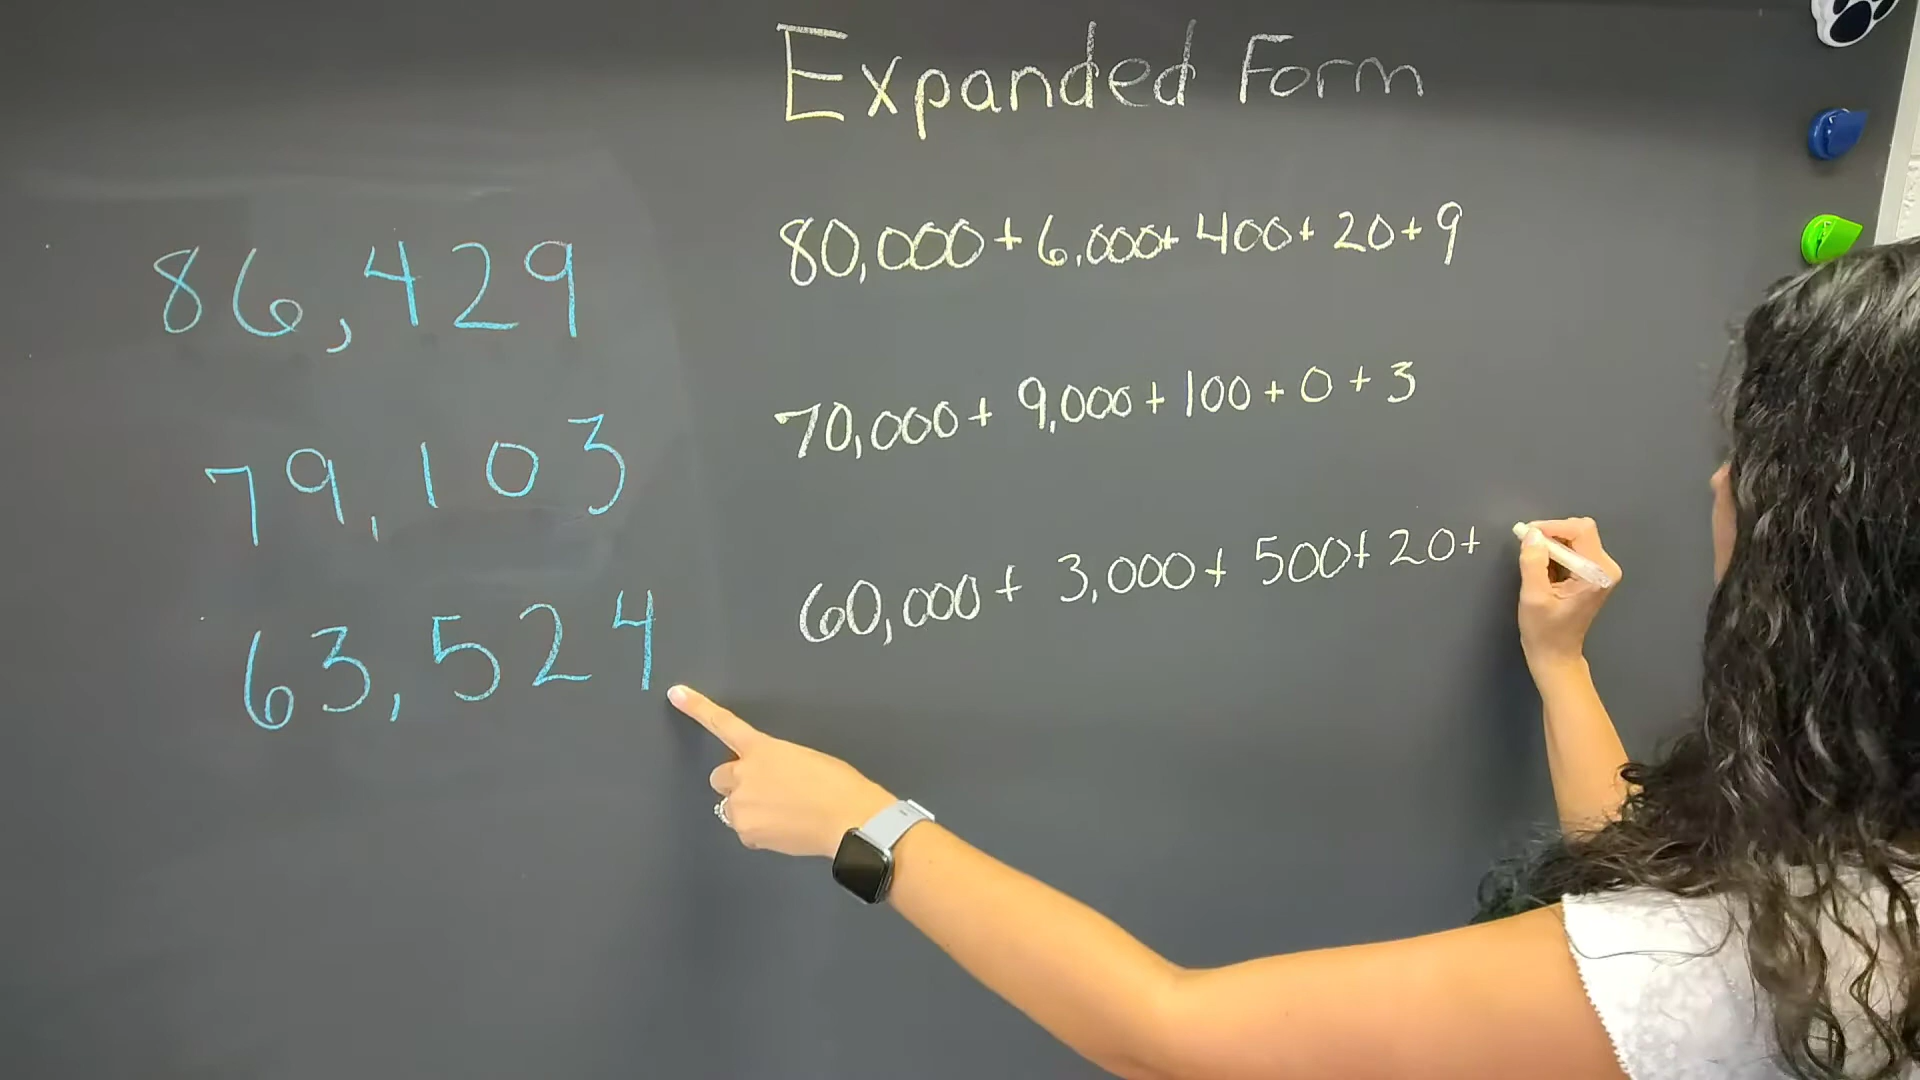 Expanded Form
86,429
80,000 + 6,000 + 400 + 20 + 9
79,103
70,000 + 9,000 + 100 + 0 + 3
63,524
60,000 + 3,000 + 500 + 20 +